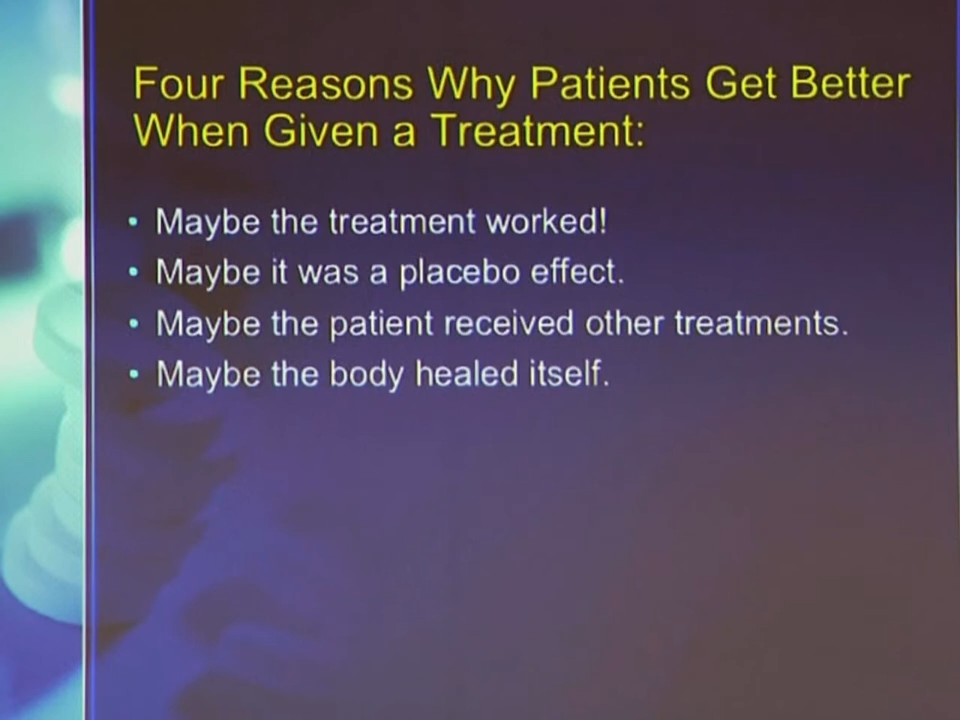 Four Reasons Why Patients Get Better
When Given a Treatment:
• Maybe the treatment worked!
• Maybe it was a placebo effect.
• Maybe the patient received other treatments.
• Maybe the body healed itself.